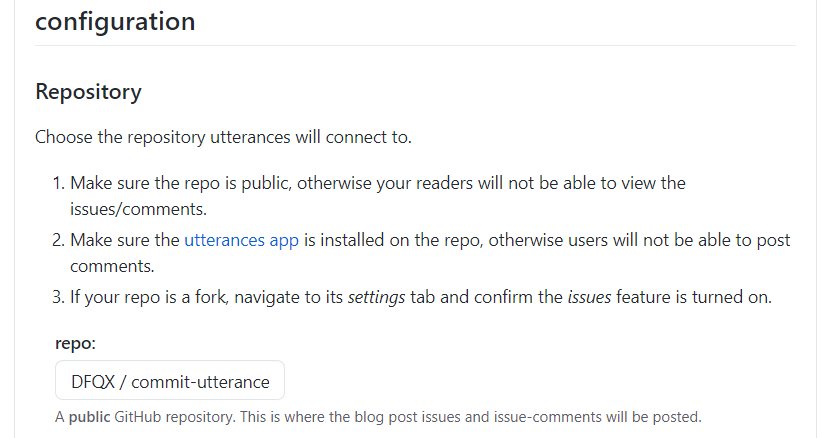 configuration
Repository
Choose the repository utterances will connect to.
1. Make sure the repo is public, otherwise your readers will not be able to view the
issues/comments.
2. Make sure the utterances app is installed on the repo, otherwise users will not be able to post
comments.
3. If your repo is a fork, navigate to its settings tab and confirm the issues feature is turned on.
repo:
DFQX / commit-utterance
A public GitHub repository. This is where the blog post issues and issue-comments will be posted.